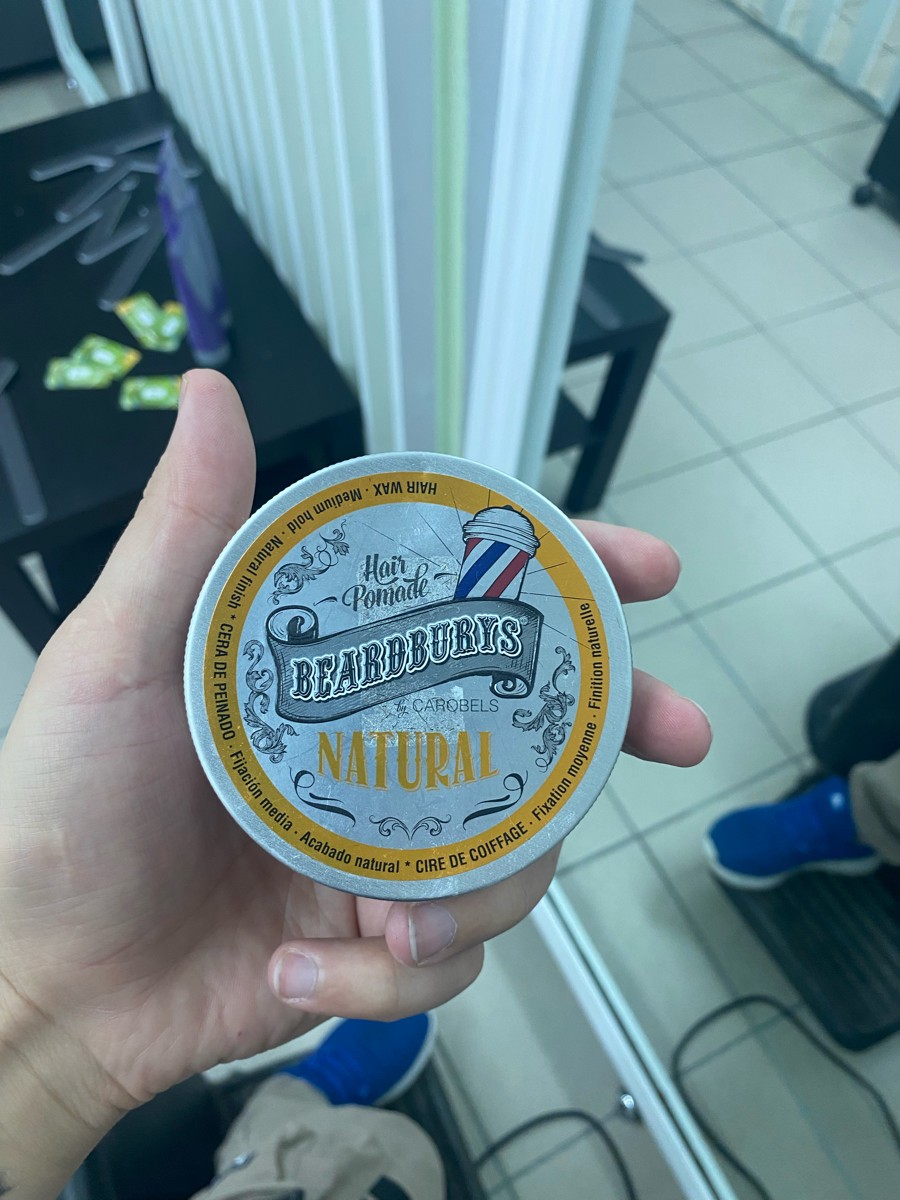 Hair
Pomade
BEARDBURYS
by CAROBELS
NATURAL
HAIR WAX · Medium hold · Natural finish * CERA DE PEINADO · Fijación media · Acabado natural * CIRE DE COIFFAGE · Fixation moyenne · Finition naturelle